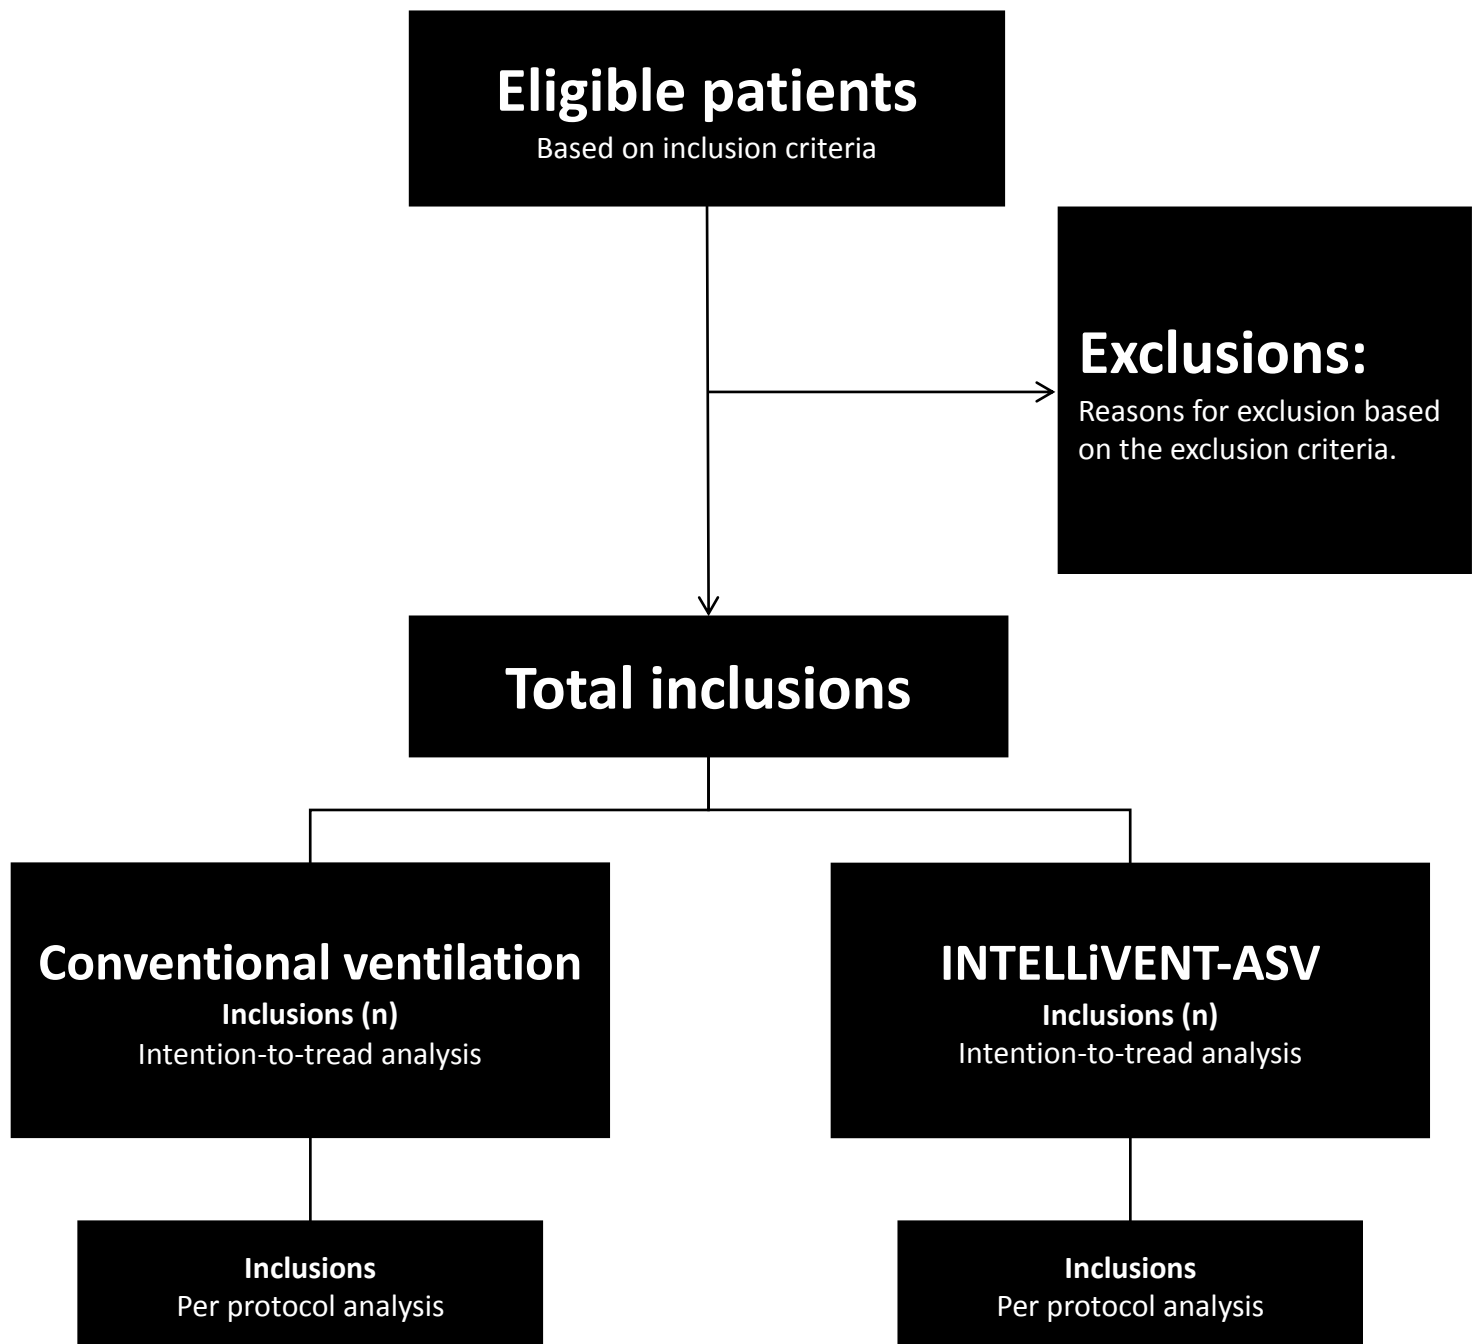 Eligible patients
Based on inclusion criteria
Exclusions:
Reasons for exclusion based
on the exclusion criteria.
Total inclusions
Conventional ventilation
Inclusions (n)
Intention-to-tread analysis
INTELLiVENT-ASV
Inclusions (n)
Intention-to-tread analysis
Inclusions
Per protocol analysis
Inclusions
Per protocol analysis